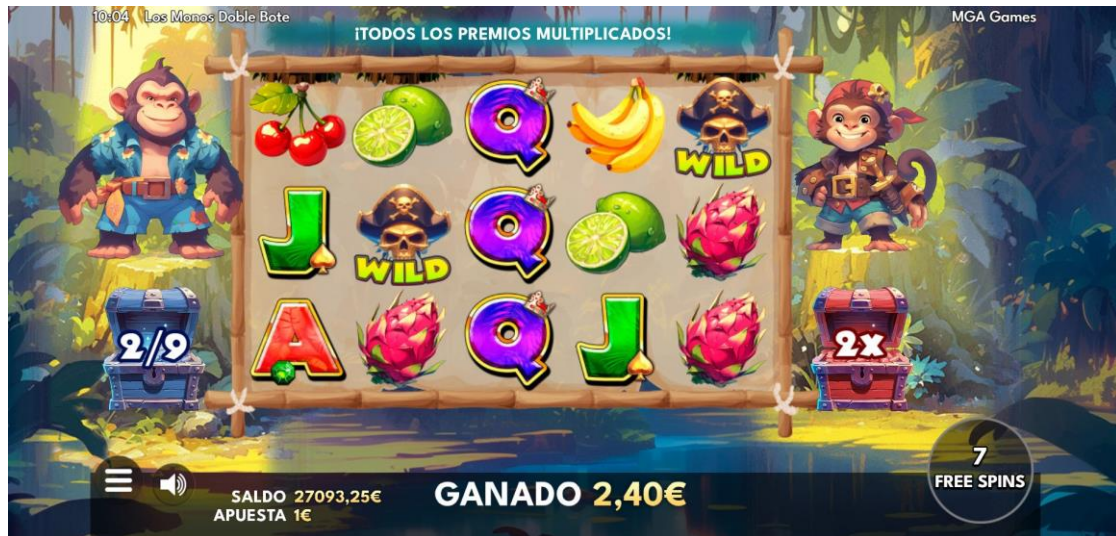 10:04 Los Monos Doble Bote
MGA Games
¡TODOS LOS PREMIOS MULTIPLICADOS!
Q
WILD
J
WILD
Q
A
Q
J
2/9
2x
7
FREE SPINS
SALDO 27093,25€
APUESTA 1€
GANADO 2,40€